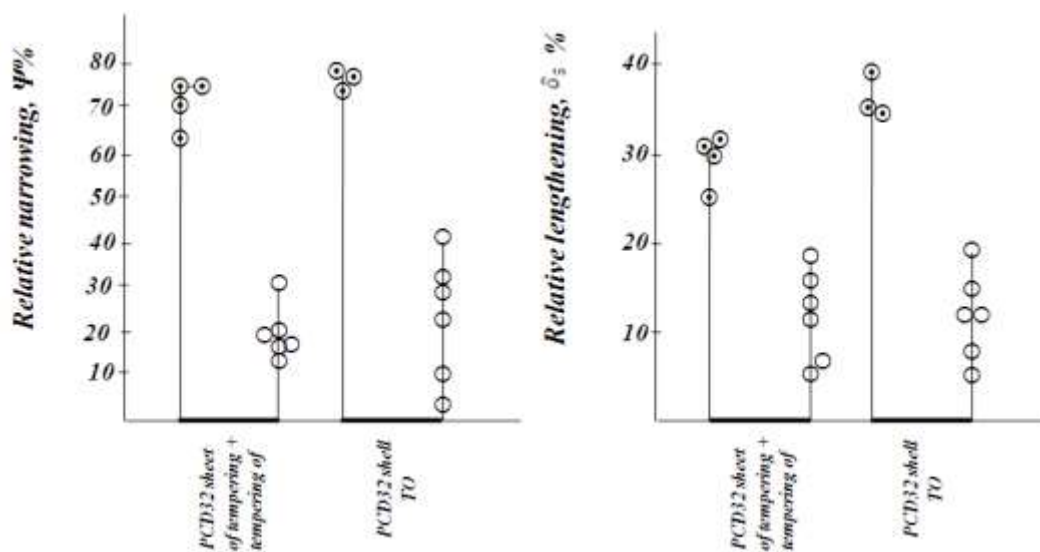 Relative narrowing, Ψ%
80
70
60
50
40
30
20
10
PCD32 sheet
of tempering +
tempering of
PCD32 shell
TO
Relative lengthening, δ₅ %
40
30
20
10
PCD32 sheet
of tempering +
tempering of
PCD32 shell
TO